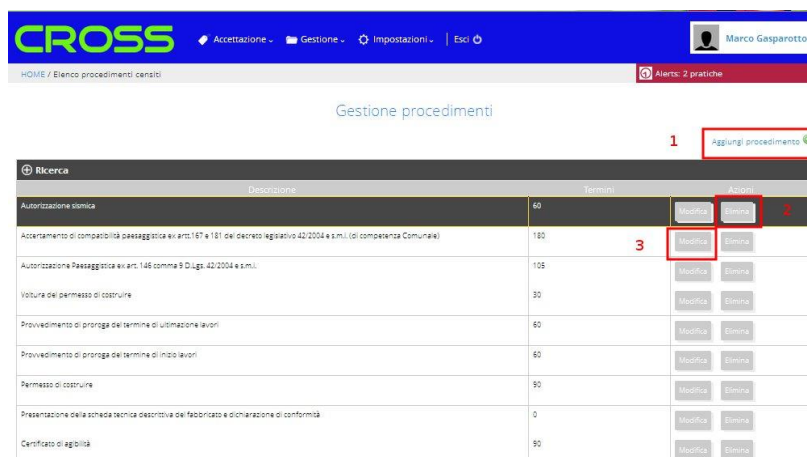 CROSS
Accettazione
Gestione
Impostazioni
Esci
Marco Gasparotto
HOME / Elenco procedimenti censiti
Alerts: 2 pratiche
Gestione procedimenti
1
Aggiungi procedimento
Ricerca
Descrizione Termini Azioni
Autorizzazione sismica 60 Modifica Elimina 2
Accertamento di compatibilità paesaggistica ex artt.167 e 181 del decreto legislativo 42/2004 e s.m.i. (di competenza Comunale) 180 3 Modifica Elimina
Autorizzazione Paesaggistica ex art. 146 comma 9 D.Lgs. 42/2004 e s.m.i. 105 Modifica Elimina
Voltura del permesso di costruire 30 Modifica Elimina
Provvedimento di proroga del termine di ultimazione lavori 60 Modifica Elimina
Provvedimento di proroga del termine di inizio lavori 60 Modifica Elimina
Permesso di costruire 90 Modifica Elimina
Presentazione della scheda tecnica descrittiva del fabbricato e dichiarazione di conformità 0 Modifica Elimina
Certificato di agibilità 90 Modifica Elimina